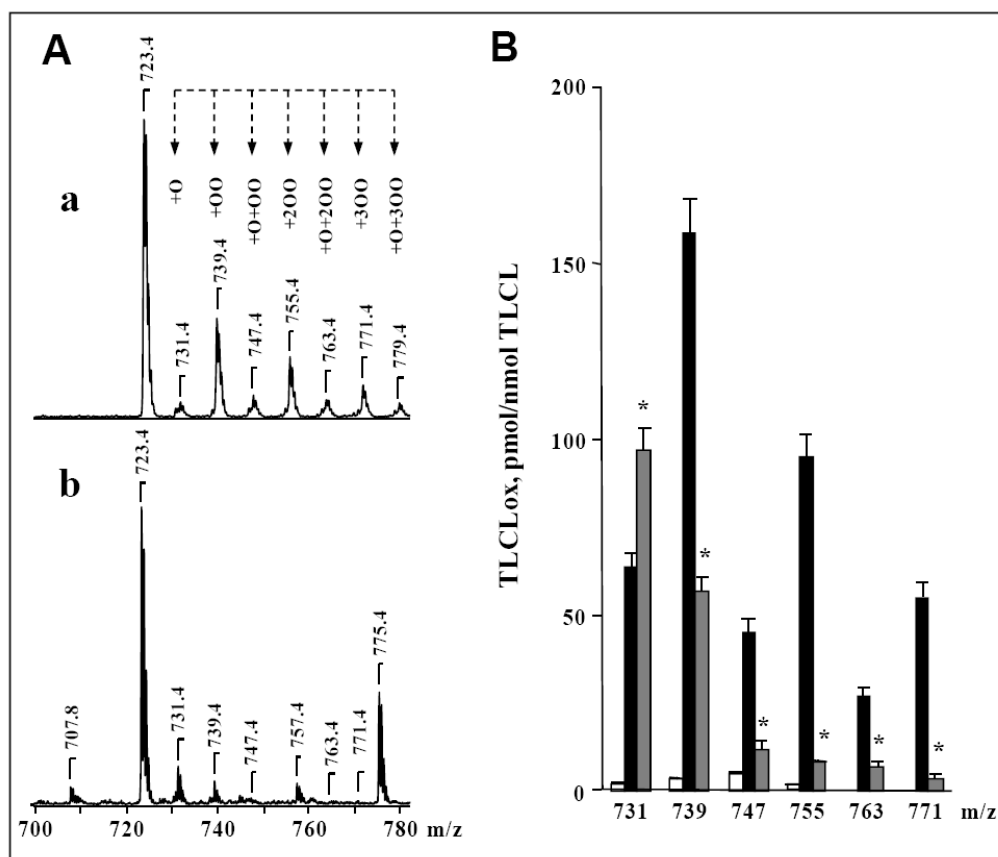 A
a
723.4
+O
+OO
+O+OO
+2OO
+O+2OO
+3OO
+O+3OO
731.4
739.4
747.4
755.4
763.4
771.4
779.4
b
707.8
723.4
731.4
739.4
747.4
757.4
763.4
771.4
775.4
700 720 740 760 780 m/z
B
TLCLox, pmol/nmol TLCL
200
150
100
50
0
*
*
*
*
*
*
731 739 747 755 763 771 m/z